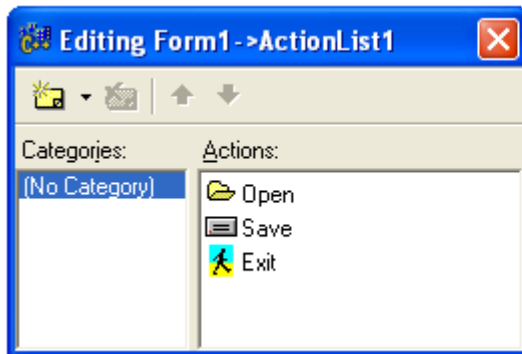 Editing Form1->ActionList1
Categories:
Actions:
(No Category)
Open
Save
Exit